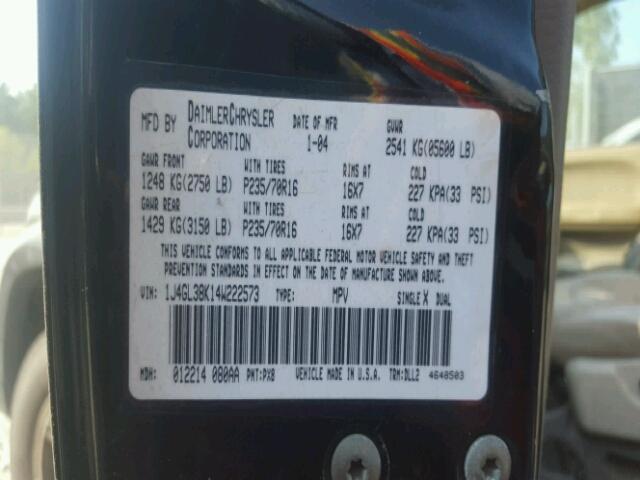 MFD BY DAIMLERCHRYSLER CORPORATION DATE OF MFR 1-04 GVWR 2541 KG(05600 LB)
GAWR FRONT WITH TIRES RIMS AT COLD
1248 KG(2750 LB) P235/70R16 16X7 227 KPA(33 PSI)
GAWR REAR WITH TIRES RIMS AT COLD
1429 KG(3150 LB) P235/70R16 16X7 227 KPA(33 PSI)
THIS VEHICLE CONFORMS TO ALL APPLICABLE FEDERAL MOTOR VEHICLE SAFETY AND THEFT
PREVENTION STANDARDS IN EFFECT ON THE DATE OF MANUFACTURE SHOWN ABOVE.
VIN: 1J4GL38K14W222573 TYPE: MPV SINGLE X DUAL
MDH: 012214 080AA PNT:PX8 VEHICLE MADE IN U.S.A. TRM:DLL2 4648503